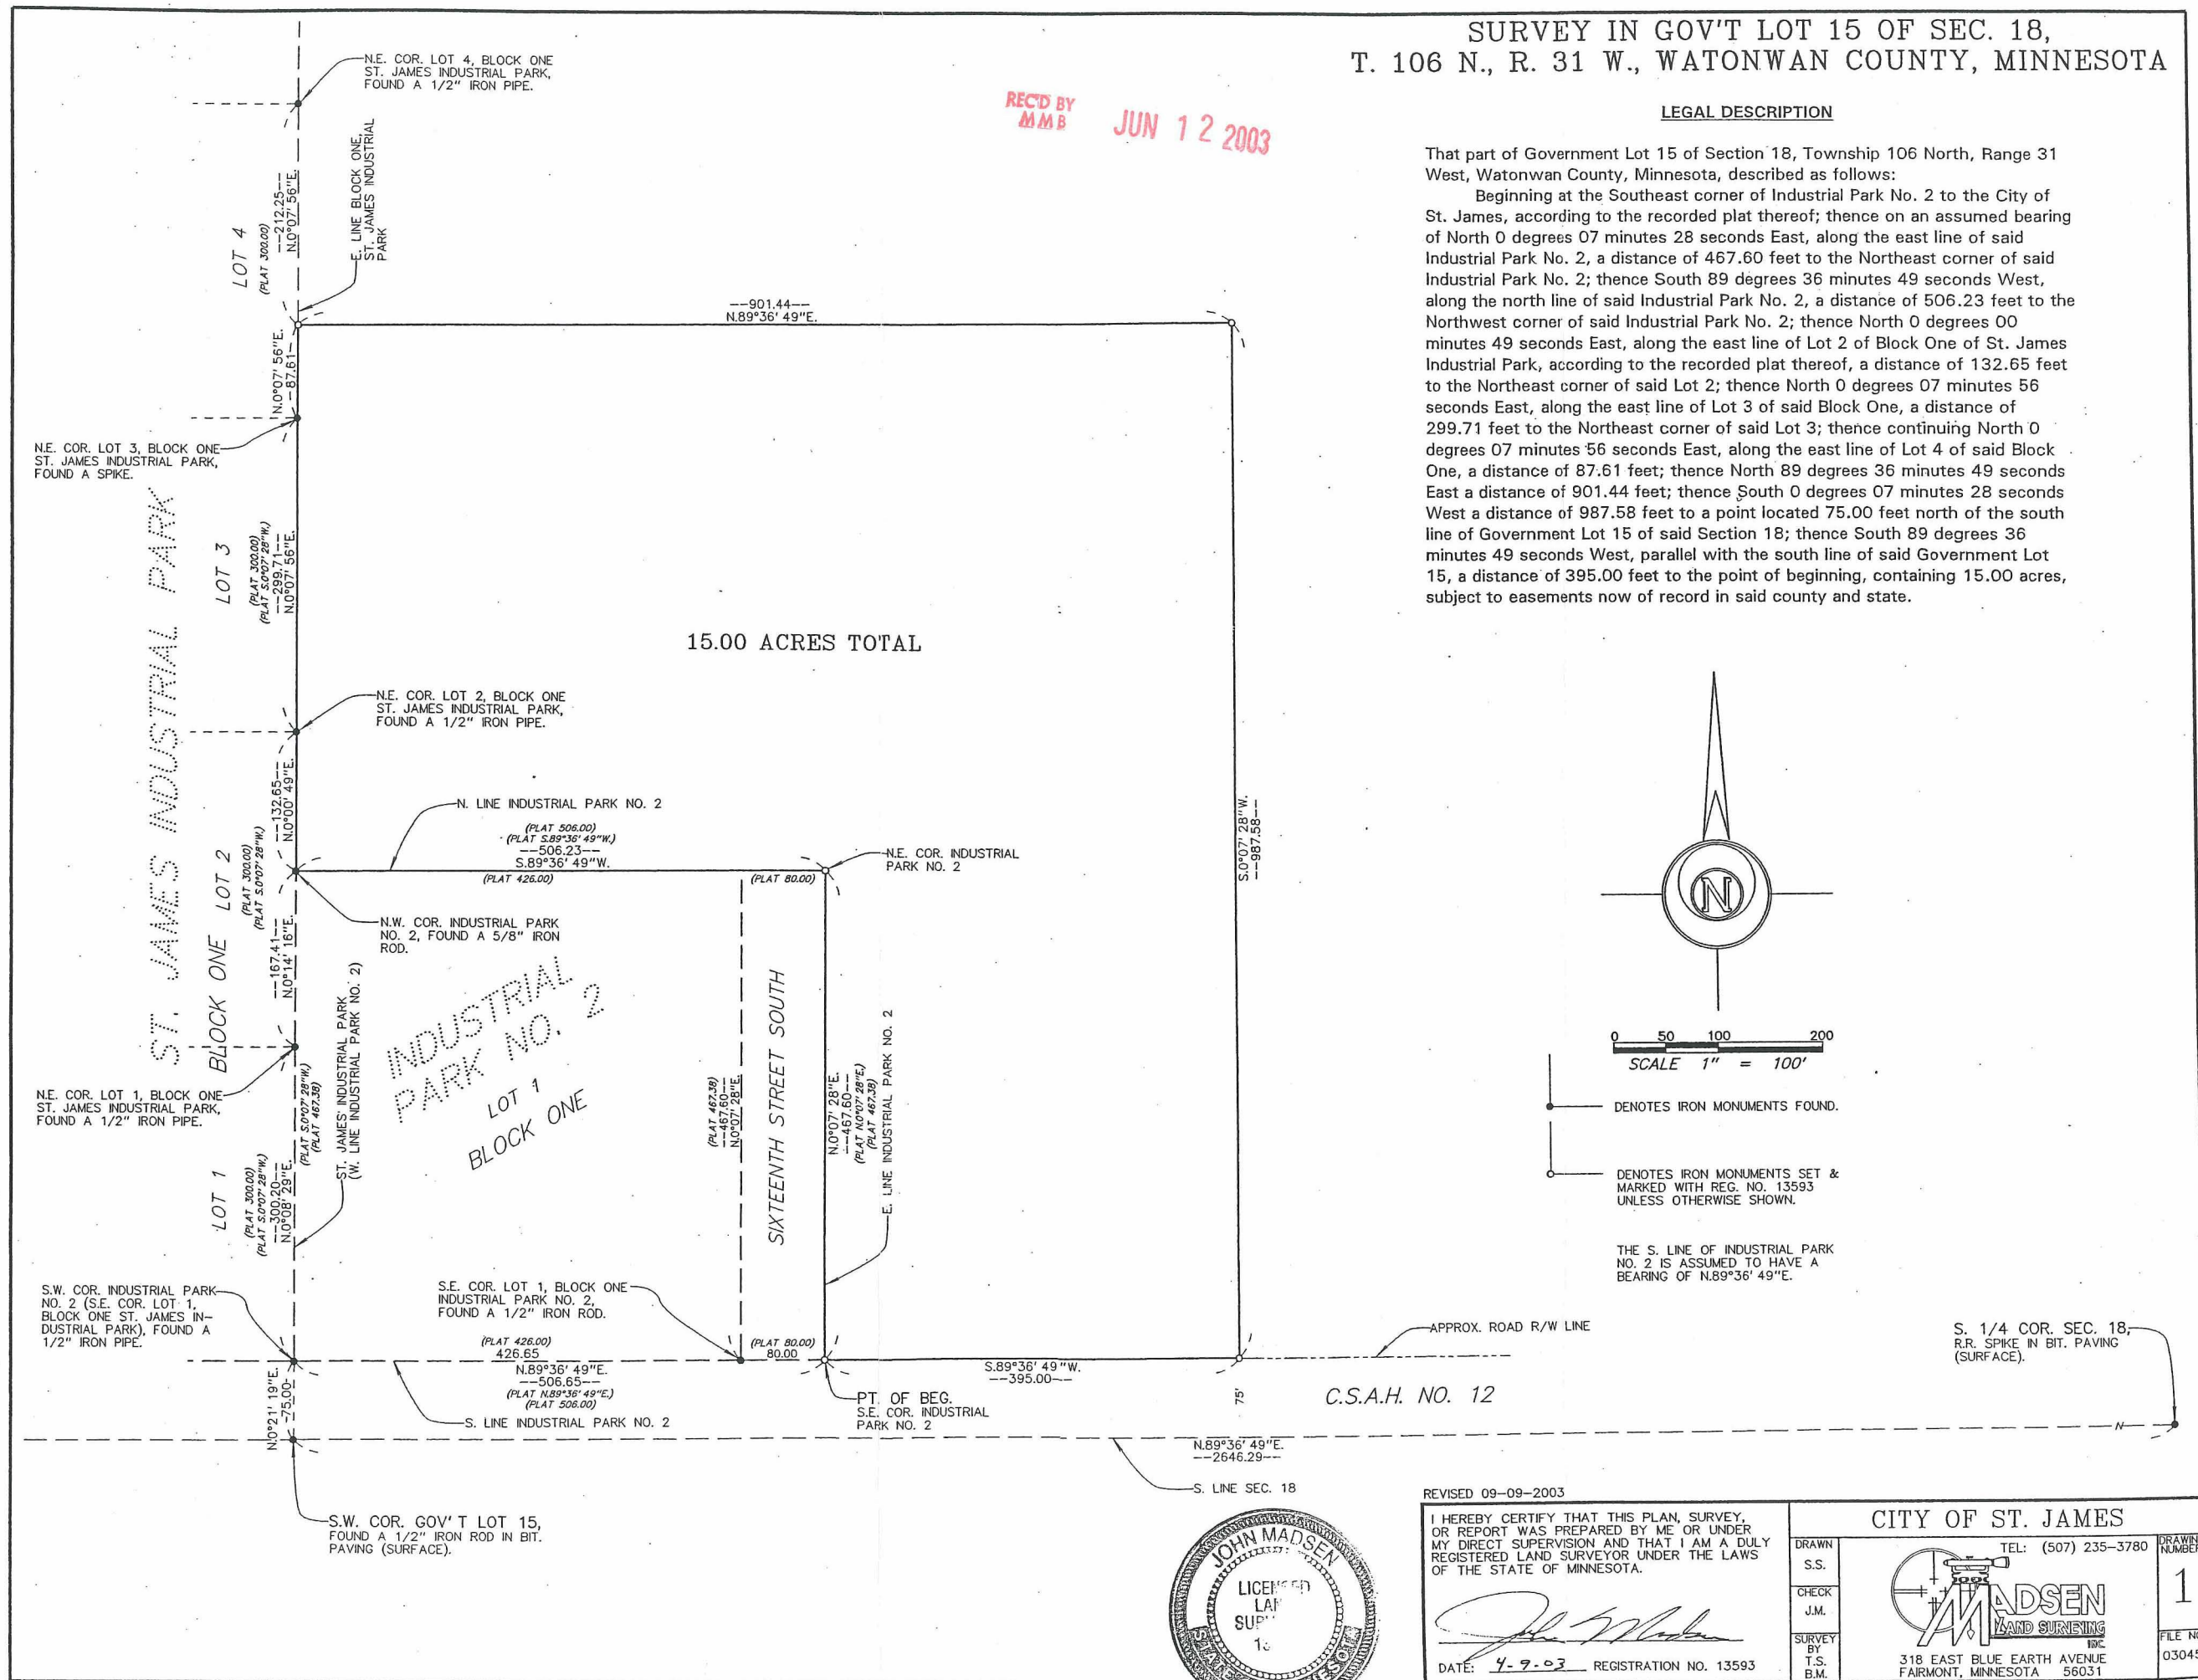 SURVEY IN GOV'T LOT 15 OF SEC. 18,
T. 106 N., R. 31 W., WATONWAN COUNTY, MINNESOTA
REC'D BY
MMB
JUN 12 2003
LEGAL DESCRIPTION
That part of Government Lot 15 of Section 18, Township 106 North, Range 31
West, Watonwan County, Minnesota, described as follows:
Beginning at the Southeast corner of Industrial Park No. 2 to the City of
St. James, according to the recorded plat thereof; thence on an assumed bearing
of North 0 degrees 07 minutes 28 seconds East, along the east line of said
Industrial Park No. 2, a distance of 467.60 feet to the Northeast corner of said
Industrial Park No. 2; thence South 89 degrees 36 minutes 49 seconds West,
along the north line of said Industrial Park No. 2, a distance of 506.23 feet to the
Northwest corner of said Industrial Park No. 2; thence North 0 degrees 00
minutes 49 seconds East, along the east line of Lot 2 of Block One of St. James
Industrial Park, according to the recorded plat thereof, a distance of 132.65 feet
to the Northeast corner of said Lot 2; thence North 0 degrees 07 minutes 56
seconds East, along the east line of Lot 3 of said Block One, a distance of
299.71 feet to the Northeast corner of said Lot 3; thence continuing North 0
degrees 07 minutes 56 seconds East, along the east line of Lot 4 of said Block
One, a distance of 87.61 feet; thence North 89 degrees 36 minutes 49 seconds
East a distance of 901.44 feet; thence South 0 degrees 07 minutes 28 seconds
West a distance of 987.58 feet to a point located 75.00 feet north of the south
line of Government Lot 15 of said Section 18; thence South 89 degrees 36
minutes 49 seconds West, parallel with the south line of said Government Lot
15, a distance of 395.00 feet to the point of beginning, containing 15.00 acres,
subject to easements now of record in said county and state.
N.E. COR. LOT 4, BLOCK ONE
ST. JAMES INDUSTRIAL PARK,
FOUND A 1/2" IRON PIPE.
E. LINE BLOCK ONE,
ST. JAMES INDUSTRIAL
PARK
LOT 4
(PLAT 300.00)
--212.25--
N.0°07'56"E.
--901.44--
N.89°36'49"E.
N.0°07'56"E.
--87.61--
N.E. COR. LOT 3, BLOCK ONE
ST. JAMES INDUSTRIAL PARK,
FOUND A SPIKE.
ST. JAMES INDUSTRIAL PARK
LOT 3
(PLAT 300.00)
(PLAT S.0°07'28"W.)
--299.71--
N.0°07'56"E.
15.00 ACRES TOTAL
N.E. COR. LOT 2, BLOCK ONE
ST. JAMES INDUSTRIAL PARK,
FOUND A 1/2" IRON PIPE.
--132.65--
N.0°00'49"E.
N. LINE INDUSTRIAL PARK NO. 2
(PLAT 506.00)
(PLAT S.89°36'49"W.)
--506.23--
S.89°36'49"W.
(PLAT 426.00)
(PLAT 80.00)
N.E. COR. INDUSTRIAL
PARK NO. 2
S.0°07'28"W.
--987.58--
BLOCK ONE
LOT 2
(PLAT 300.00)
(PLAT S.0°07'28"W.)
--167.41--
N.0°14'16"E.
N.W. COR. INDUSTRIAL PARK
NO. 2, FOUND A 5/8" IRON
ROD.
INDUSTRIAL
PARK NO. 2
LOT 1
BLOCK ONE
ST. JAMES INDUSTRIAL PARK
(W. LINE INDUSTRIAL PARK NO. 2)
(PLAT S.0°07'28"W.)
(PLAT 467.38)
N.E. COR. LOT 1, BLOCK ONE
ST. JAMES INDUSTRIAL PARK,
FOUND A 1/2" IRON PIPE.
LOT 1
(PLAT 300.00)
(PLAT S.0°07'28"W.)
--300.20--
N.0°08'29"E.
(PLAT 467.38)
--467.60--
N.0°07'28"E.
SIXTEENTH STREET SOUTH
N.0°07'28"E.
--467.60--
(PLAT N.0°07'28"E.)
(PLAT 467.38)
E. LINE INDUSTRIAL PARK NO. 2
S.W. COR. INDUSTRIAL PARK
NO. 2 (S.E. COR. LOT 1,
BLOCK ONE ST. JAMES IN-
DUSTRIAL PARK), FOUND A
1/2" IRON PIPE.
S.E. COR. LOT 1, BLOCK ONE
INDUSTRIAL PARK NO. 2,
FOUND A 1/2" IRON ROD.
(PLAT 426.00)
426.65
(PLAT 80.00)
80.00
N.89°36'49"E.
--506.65--
(PLAT N.89°36'49"E.)
(PLAT 506.00)
S. LINE INDUSTRIAL PARK NO. 2
N.0°21'19"E.
--75.00--
PT. OF BEG.
S.E. COR. INDUSTRIAL
PARK NO. 2
S.89°36'49"W.
--395.00--
75'
APPROX. ROAD R/W LINE
C.S.A.H. NO. 12
S. 1/4 COR. SEC. 18,
R.R. SPIKE IN BIT. PAVING
(SURFACE).
N.89°36'49"E.
--2646.29--
S. LINE SEC. 18
S.W. COR. GOV'T LOT 15,
FOUND A 1/2" IRON ROD IN BIT.
PAVING (SURFACE).
N
0 50 100 200
SCALE 1" = 100'
DENOTES IRON MONUMENTS FOUND.
DENOTES IRON MONUMENTS SET &
MARKED WITH REG. NO. 13593
UNLESS OTHERWISE SHOWN.
THE S. LINE OF INDUSTRIAL PARK
NO. 2 IS ASSUMED TO HAVE A
BEARING OF N.89°36'49"E.
JOHN MADSEN
REVISED 09-09-2003
I HEREBY CERTIFY THAT THIS PLAN, SURVEY,
OR REPORT WAS PREPARED BY ME OR UNDER
MY DIRECT SUPERVISION AND THAT I AM A DULY
REGISTERED LAND SURVEYOR UNDER THE LAWS
OF THE STATE OF MINNESOTA.
John Madsen
DATE: 4-9-03 REGISTRATION NO. 13593
CITY OF ST. JAMES
DRAWN
S.S.
CHECK
J.M.
SURVEY
BY
T.S.
B.M.
TEL: (507) 235-3780
MADSEN
LAND SURVEYING
INC.
318 EAST BLUE EARTH AVENUE
FAIRMONT, MINNESOTA 56031
NUMBER
1
FILE NO
03045